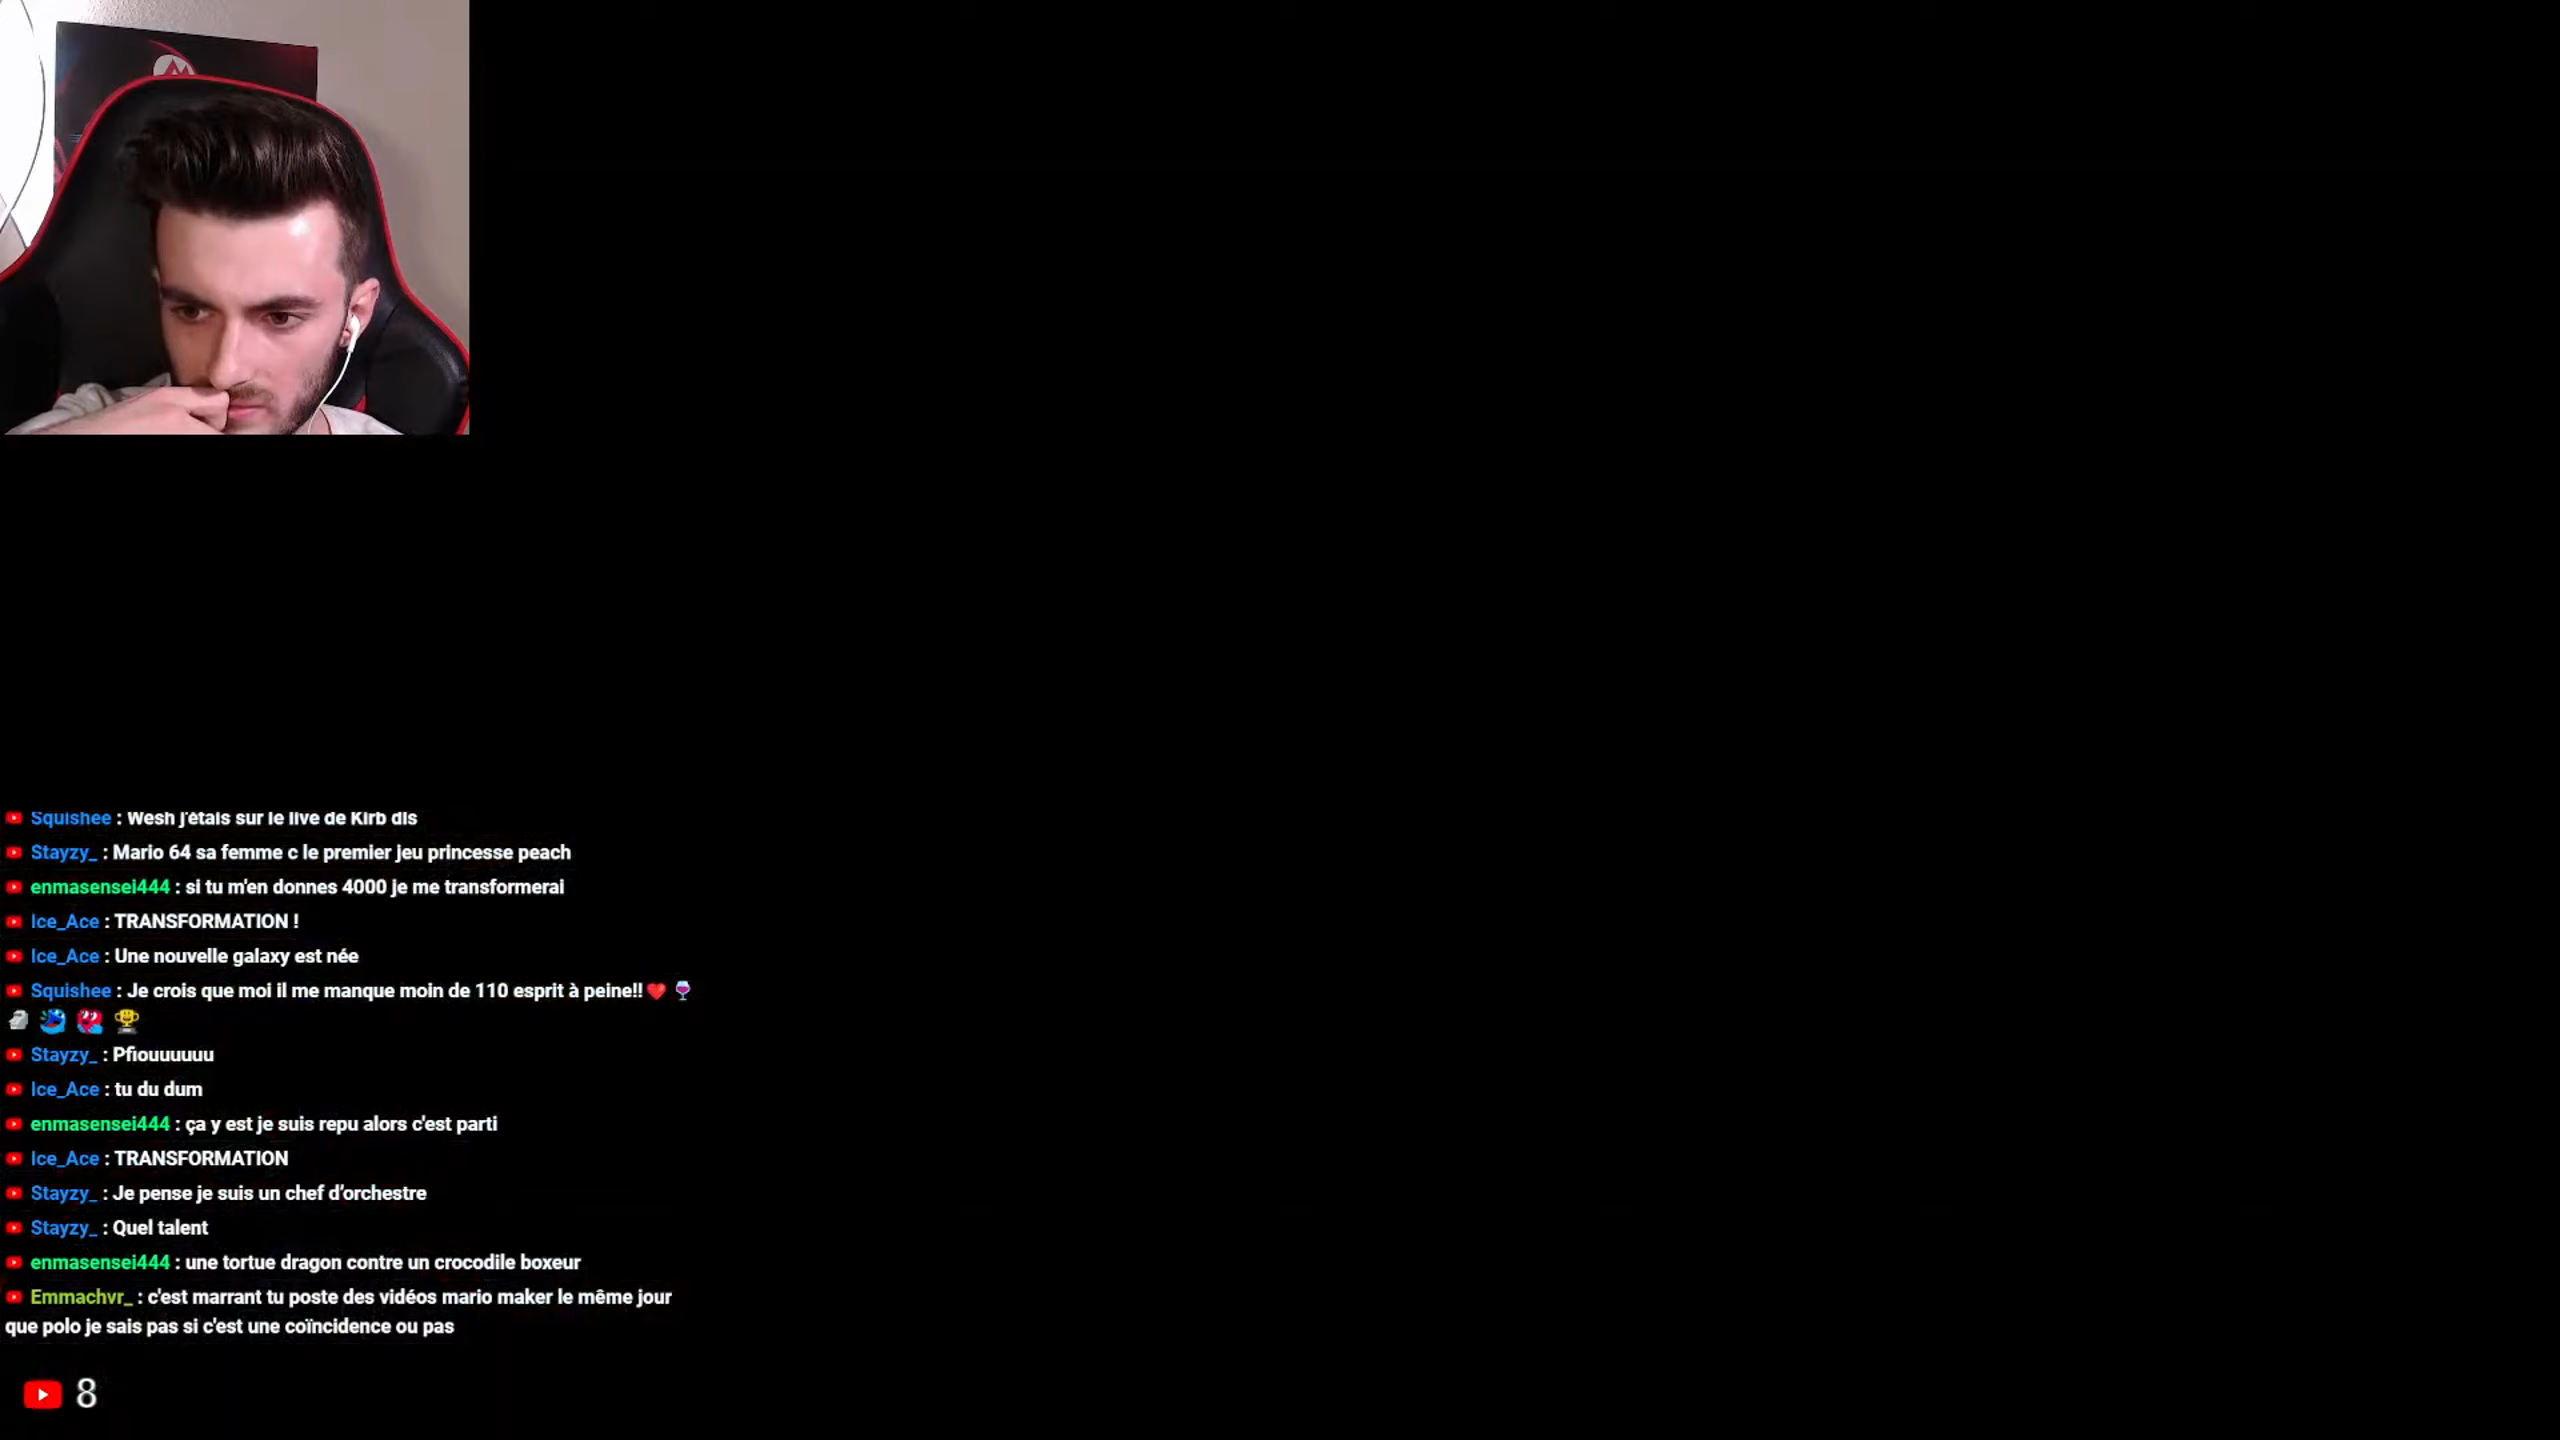 Squishee : Wesh j'étais sur le live de Kirb dis
Stayzy_ : Mario 64 sa femme c le premier jeu princesse peach
enmasensei444 : si tu m'en donnes 4000 je me transformerai
Ice_Ace : TRANSFORMATION !
Ice_Ace : Une nouvelle galaxy est née
Squishee : Je crois que moi il me manque moin de 110 esprit à peine!!❤️🍷
Stayzy_ : Pfiouuuuuu
Ice_Ace : tu du dum
enmasensei444 : ça y est je suis repu alors c'est parti
Ice_Ace : TRANSFORMATION
Stayzy_ : Je pense je suis un chef d’orchestre
Stayzy_ : Quel talent
enmasensei444 : une tortue dragon contre un crocodile boxeur
Emmachvr_ : c'est marrant tu poste des vidéos mario maker le même jour
que polo je sais pas si c'est une coïncidence ou pas
8